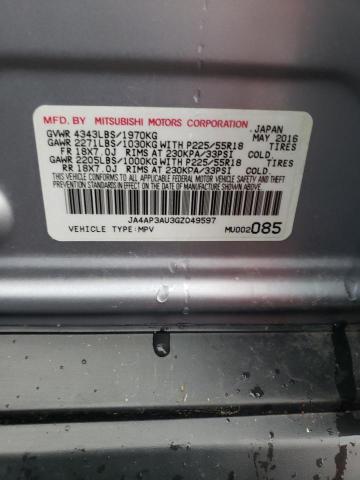 MFD BY MITSUBISHI MOTORS CORPORATION JAPAN
GVWR 4343LBS/1970KG MAY 2016
GAWR 2271LBS/1030KG WITH P225/55R18 TIRES
FR 18X7.0J RIMS AT 230KPA/33PSI COLD.
GAWR 2205LBS/1000KG WITH P225/55R18 TIRES
RR 18X7.0J RIMS AT 230KPA/33PSI COLD.
THIS VEHICLE CONFORMS TO ALL APPLICABLE FEDERAL MOTOR VEHICLE
SAFETY STANDARDS IN EFFECT ON THE DATE OF MANUFACTURE SHOWN ABOVE.
JA4AP3AU3GZ049597
VEHICLE TYPE:MPV MU002085